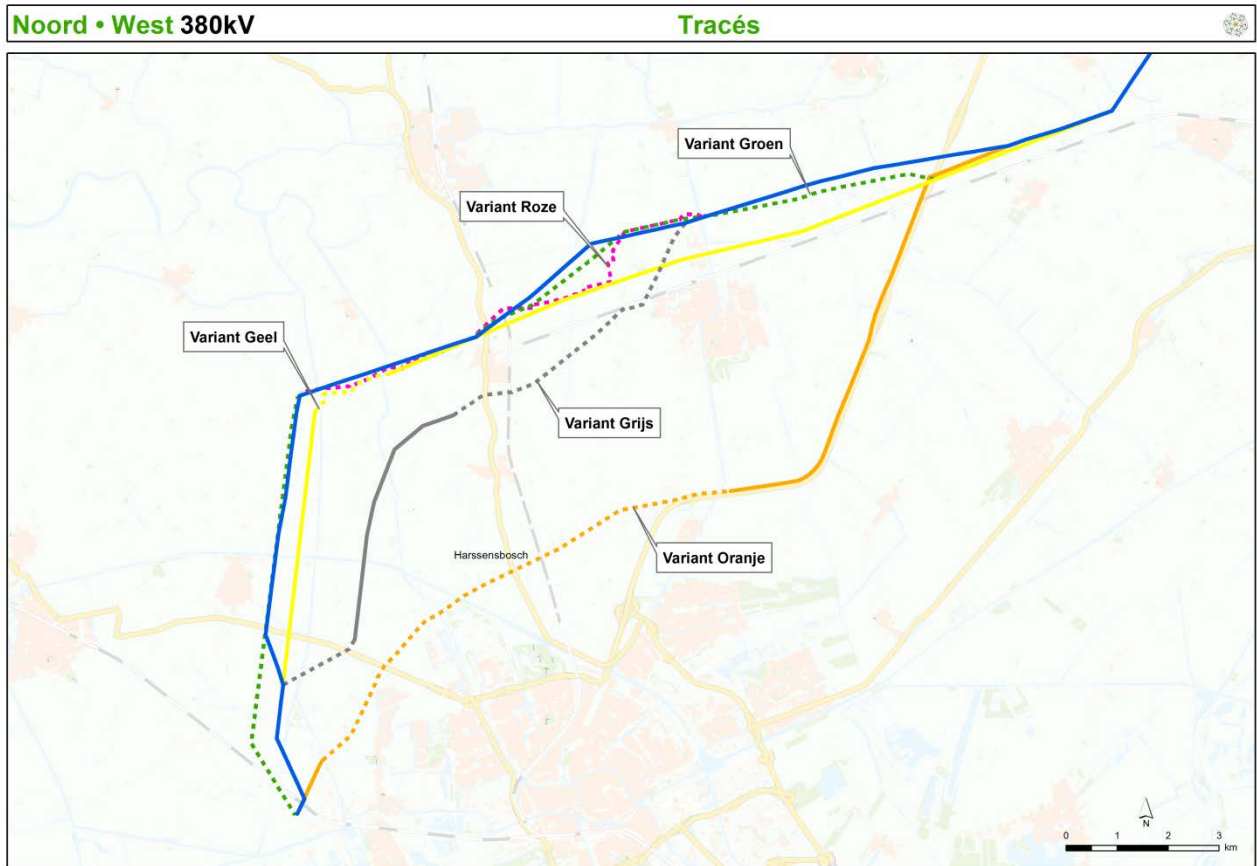 Noord • West 380kV
Tracés
Variant Groen
Variant Roze
Variant Geel
Variant Grijs
Harssensbosch
Variant Oranje
N
0 1 2 3
km